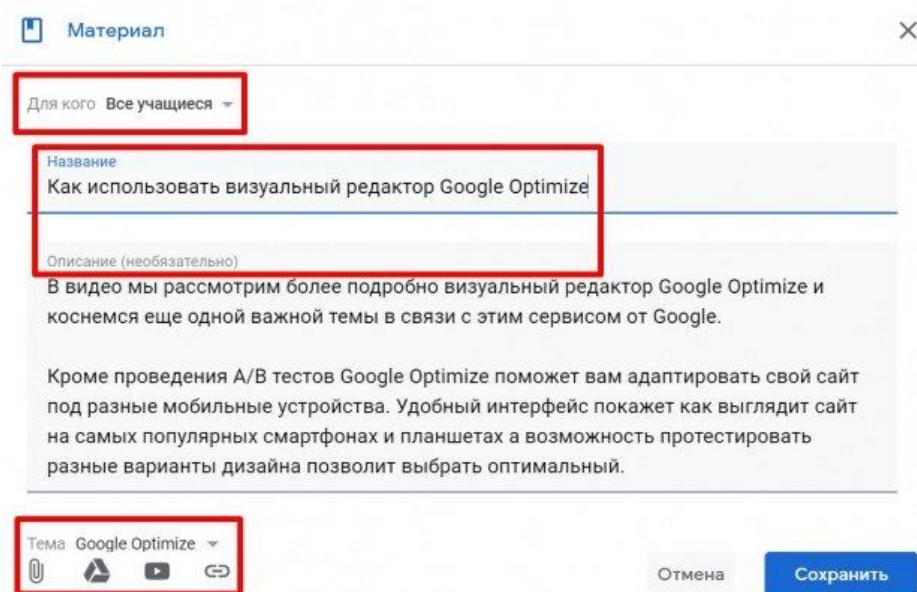 Материал
Для кого Все учащиеся
Название
Как использовать визуальный редактор Google Optimize
Описание (необязательно)
В видео мы рассмотрим более подробно визуальный редактор Google Optimize и
коснемся еще одной важной темы в связи с этим сервисом от Google.
Кроме проведения A/B тестов Google Optimize поможет вам адаптировать свой сайт
под разные мобильные устройства. Удобный интерфейс покажет как выглядит сайт
на самых популярных смартфонах и планшетах а возможность протестировать
разные варианты дизайна позволит выбрать оптимальный.
Тема Google Optimize
Отмена Сохранить